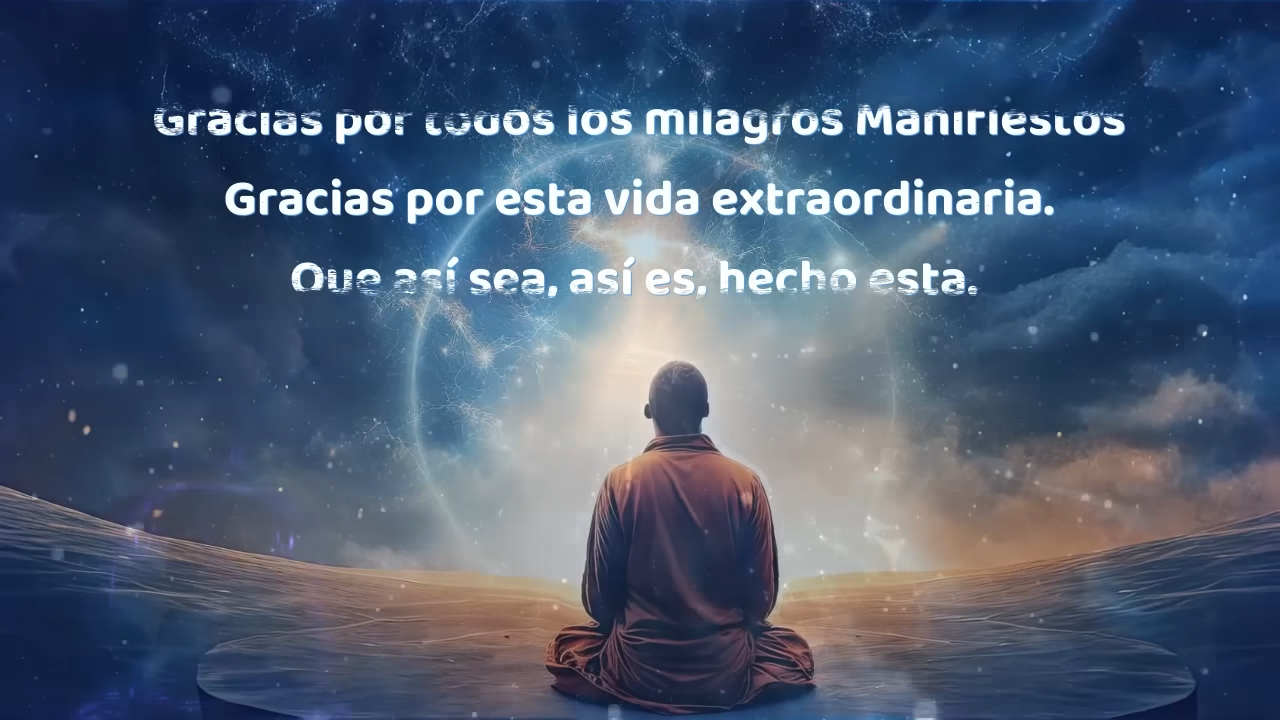 Gracias por todos los milagros Manifiestos
Gracias por esta vida extraordinaria.
Que así sea, así es, hecho esta.